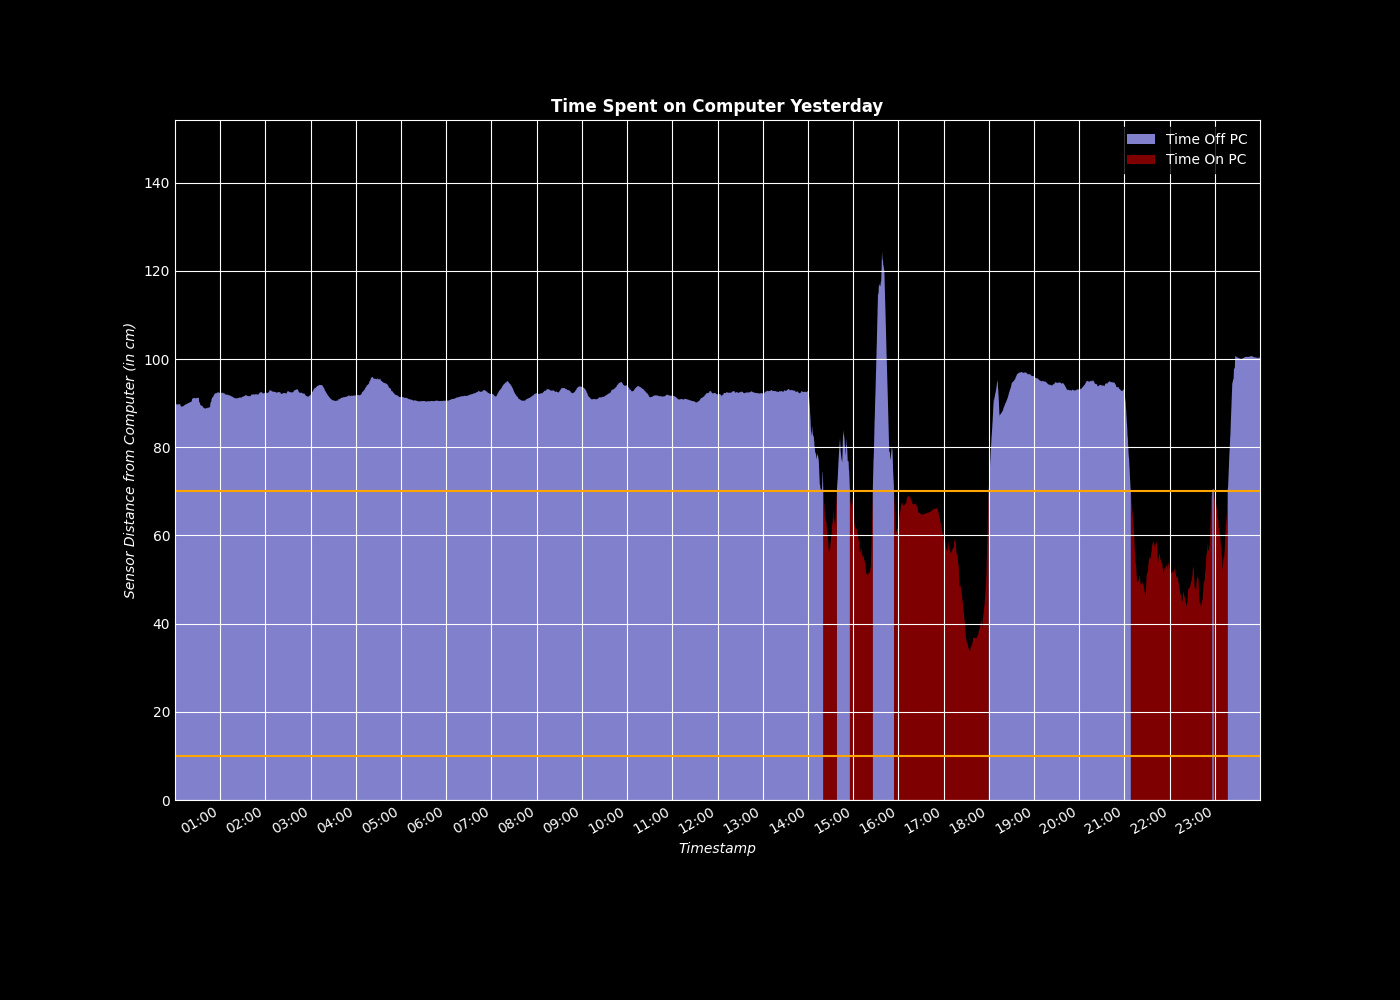 Time Spent on Computer Yesterday
Time Off PC
Time On PC
Sensor Distance from Computer (in cm)
140
120
100
80
60
40
20
0
01:00 02:00 03:00 04:00 05:00 06:00 07:00 08:00 09:00 10:00 11:00 12:00 13:00 14:00 15:00 16:00 17:00 18:00 19:00 20:00 21:00 22:00 23:00
Timestamp